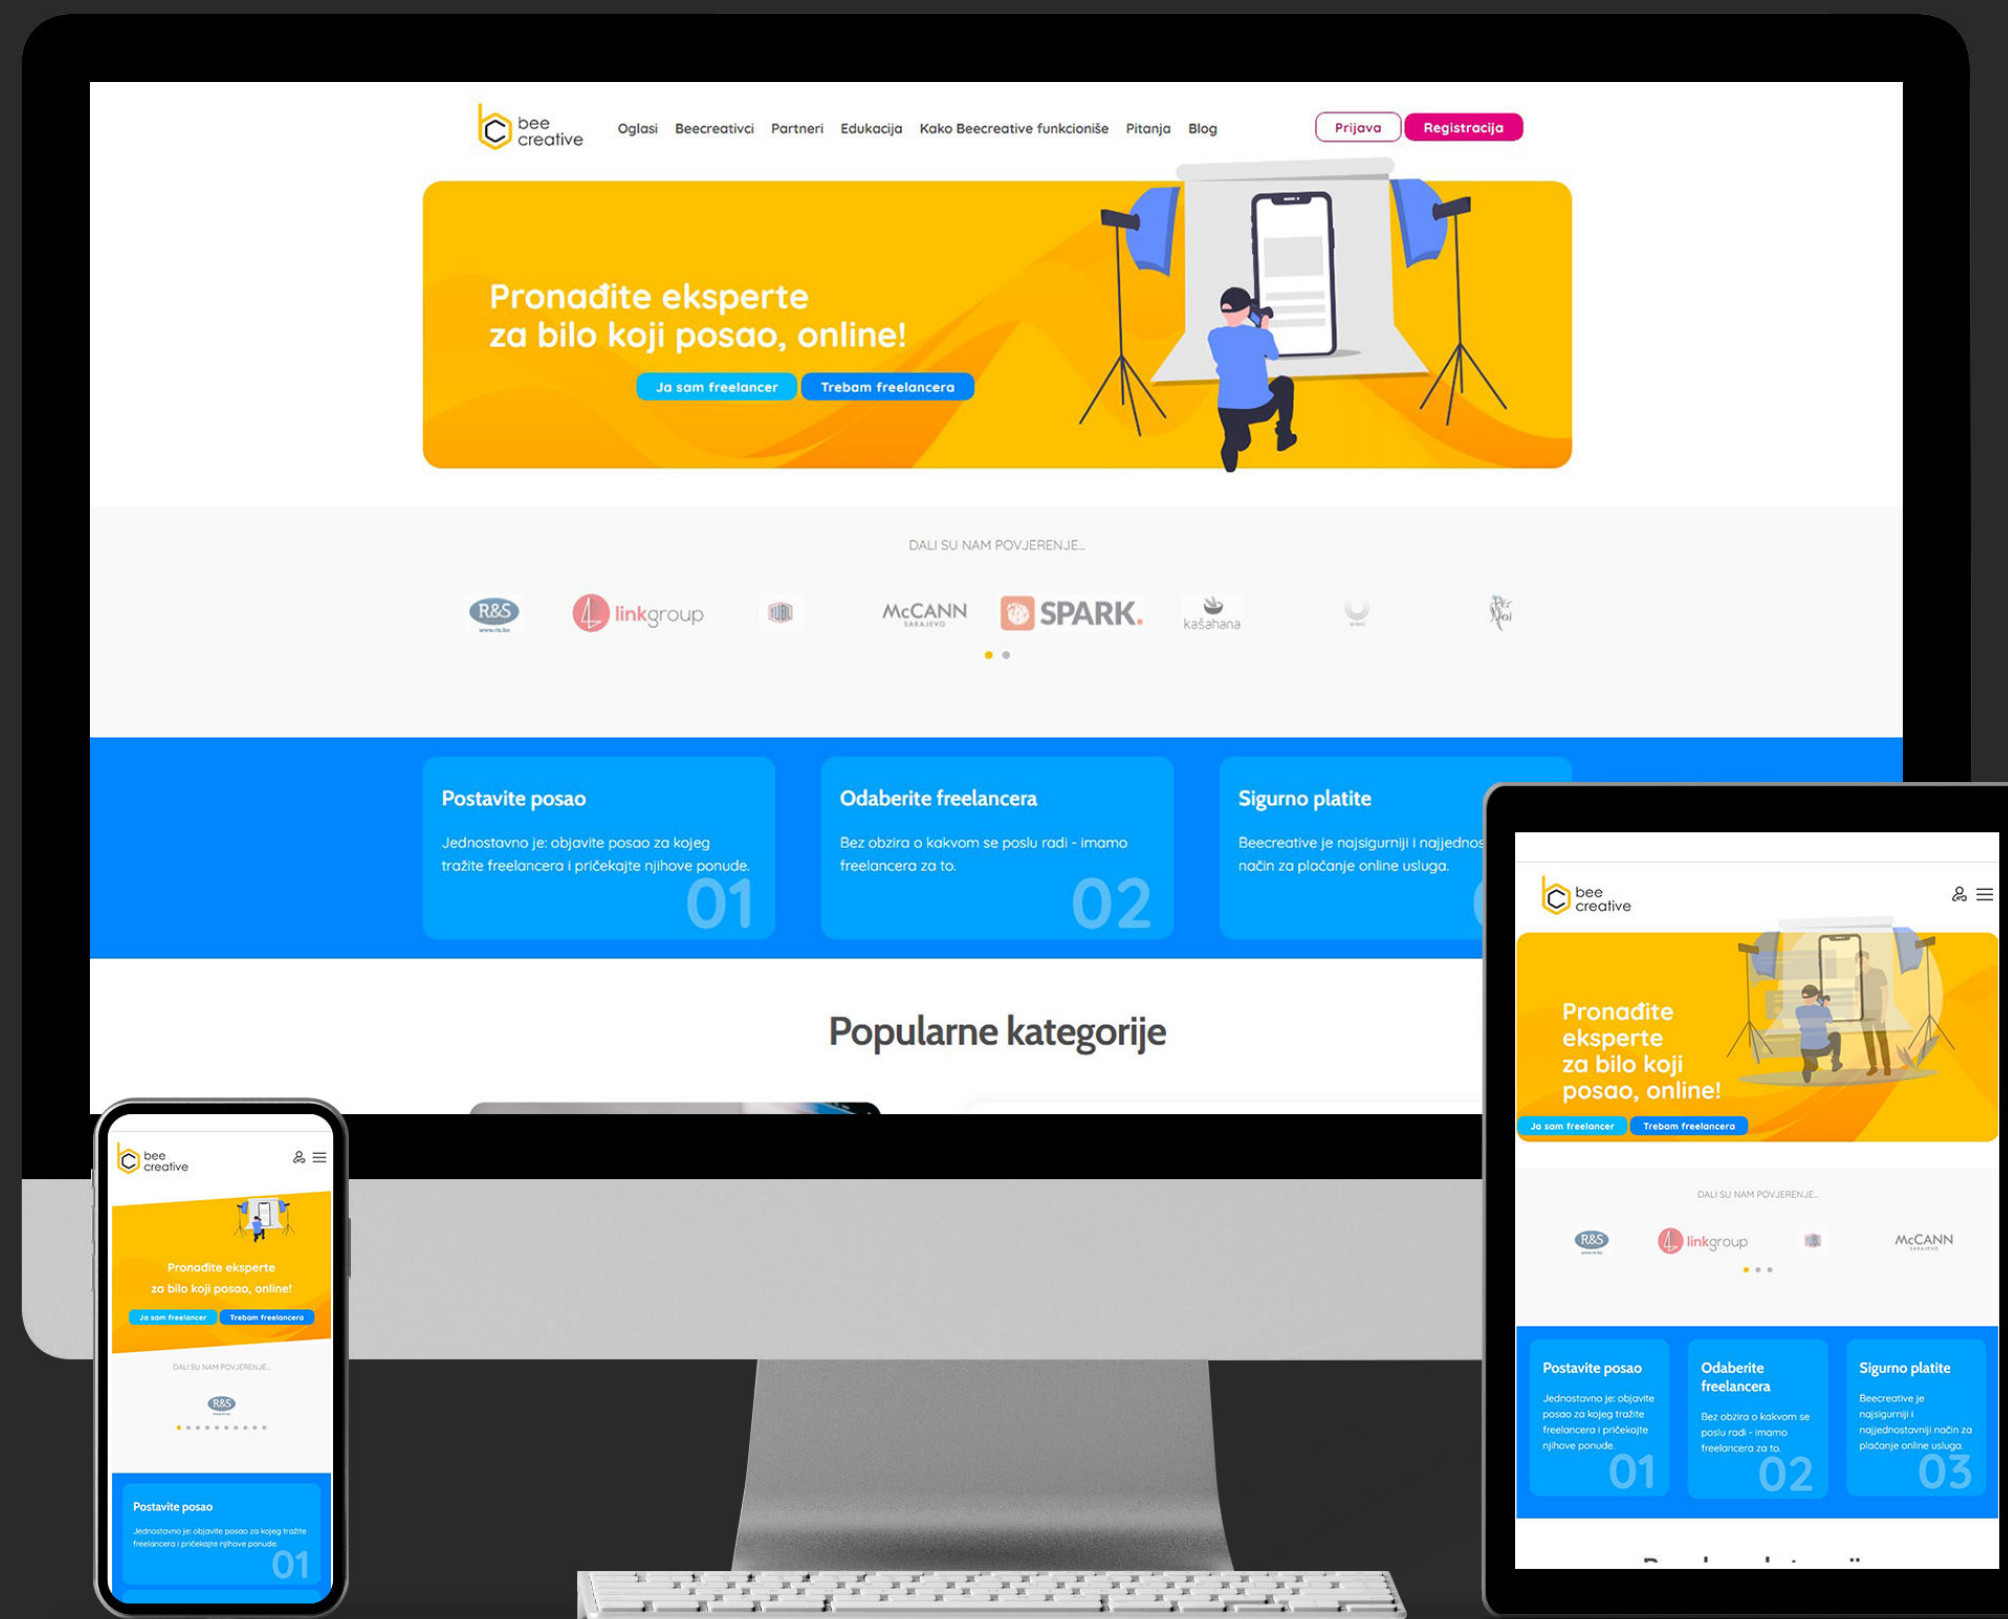 bee
creative
Oglasi Beecreativci Partneri Edukacija Kako Beecreative funkcioniše Pitanja Blog
Prijava Registracija
Pronađite eksperte
za bilo koji posao, online!
Ja sam freelancer Trebam freelancera
DALI SU NAM POVJERENJE...
R&S
www.rs.ba
linkgroup
McCANN
SARAJEVO
SPARK.
kašahana
Postavite posao
Jednostavno je: objavite posao za kojeg
tražite freelancera i pričekajte njihove ponude.
01
Odaberite freelancera
Bez obzira o kakvom se poslu radi - imamo
freelancera za to.
02
Sigurno platite
Beecreative je najsigurniji i najjednos
način za plaćanje online usluga.
Popularne kategorije
bee
creative
Pronađite eksperte
za bilo koji posao, online!
Ja sam freelancer Trebam freelancera
DALI SU NAM POVJERENJE...
R&S
Postavite posao
Jednostavno je: objavite posao za kojeg tražite
freelancera i pričekajte njihove ponude.
01
bee
creative
Pronađite
eksperte
za bilo koji
posao, online!
Ja sam freelancer Trebam freelancera
DALI SU NAM POVJERENJE...
R&S
linkgroup
McCANN
SARAJEVO
Postavite posao
Jednostavno je: objavite
posao za kojeg tražite
freelancera i pričekajte
njihove ponude.
01
Odaberite
freelancera
Bez obzira o kakvom se
poslu radi - imamo
freelancera za to.
02
Sigurno platite
Beecreative je
najsigurniji i
najjednostavniji način za
plaćanje online usluga.
03